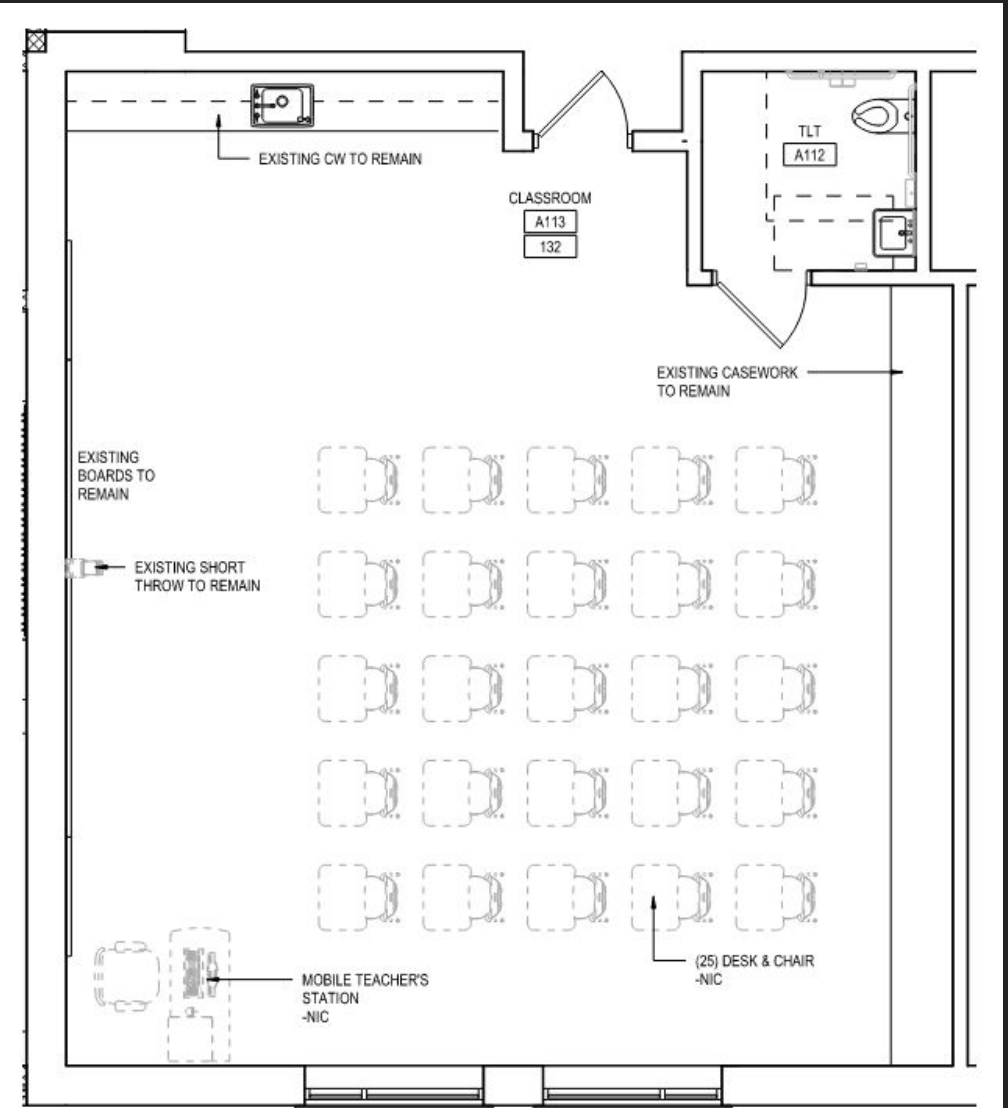 EXISTING CW TO REMAIN
TLT
A112
CLASSROOM
A113
132
EXISTING CASEWORK
TO REMAIN
EXISTING
BOARDS TO
REMAIN
EXISTING SHORT
THROW TO REMAIN
(25) DESK & CHAIR
-NIC
MOBILE TEACHER'S
STATION
-NIC